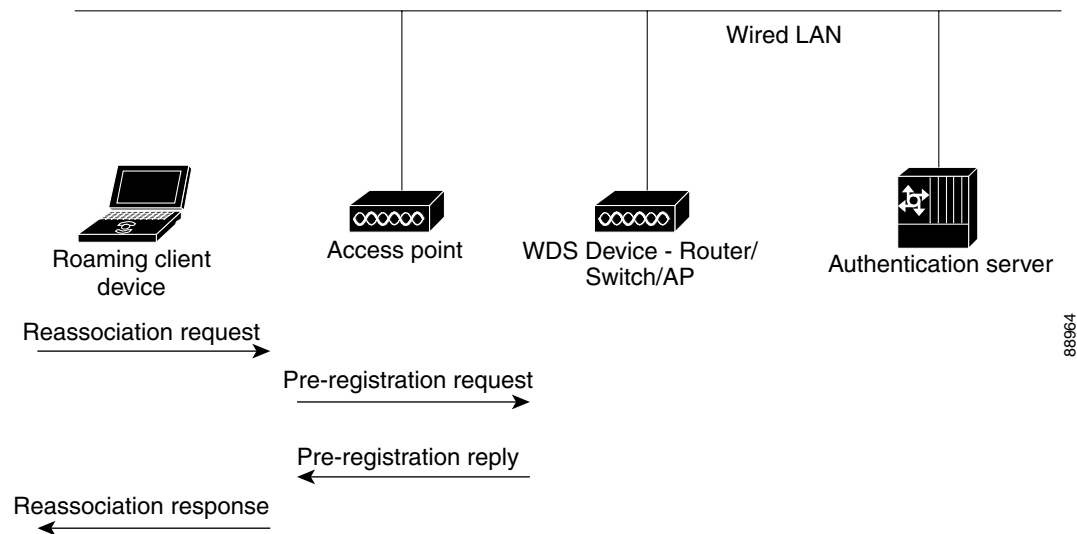 Wired LAN
Roaming client
device
Access point
WDS Device - Router/
Switch/AP
Authentication server
88964
Reassociation request
Pre-registration request
Pre-registration reply
Reassociation response